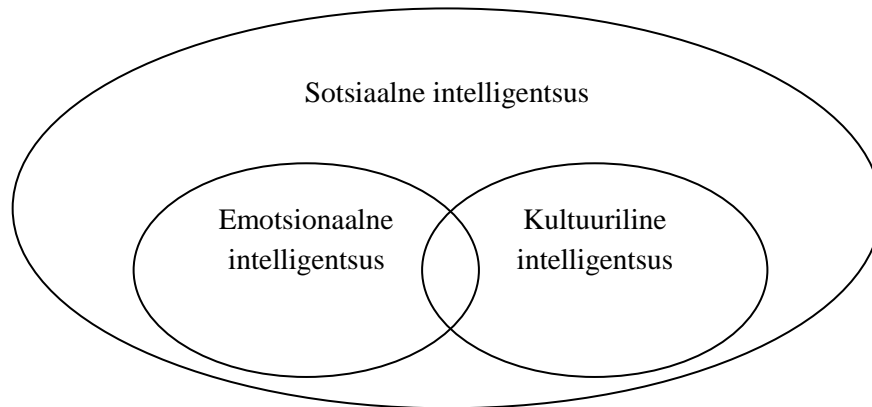 Sotsiaalne intelligentsus
Emotsionaalne
intelligentsus
Kultuuriline
intelligentsus